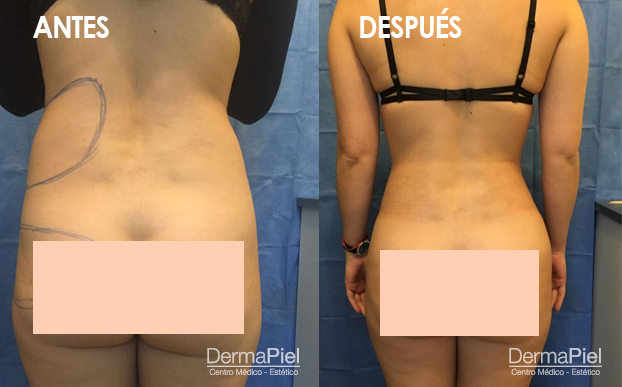 ANTES
DESPUÉS
DermaPiel
Centro Médico - Estético
DermaPiel
Centro Médico - Estético